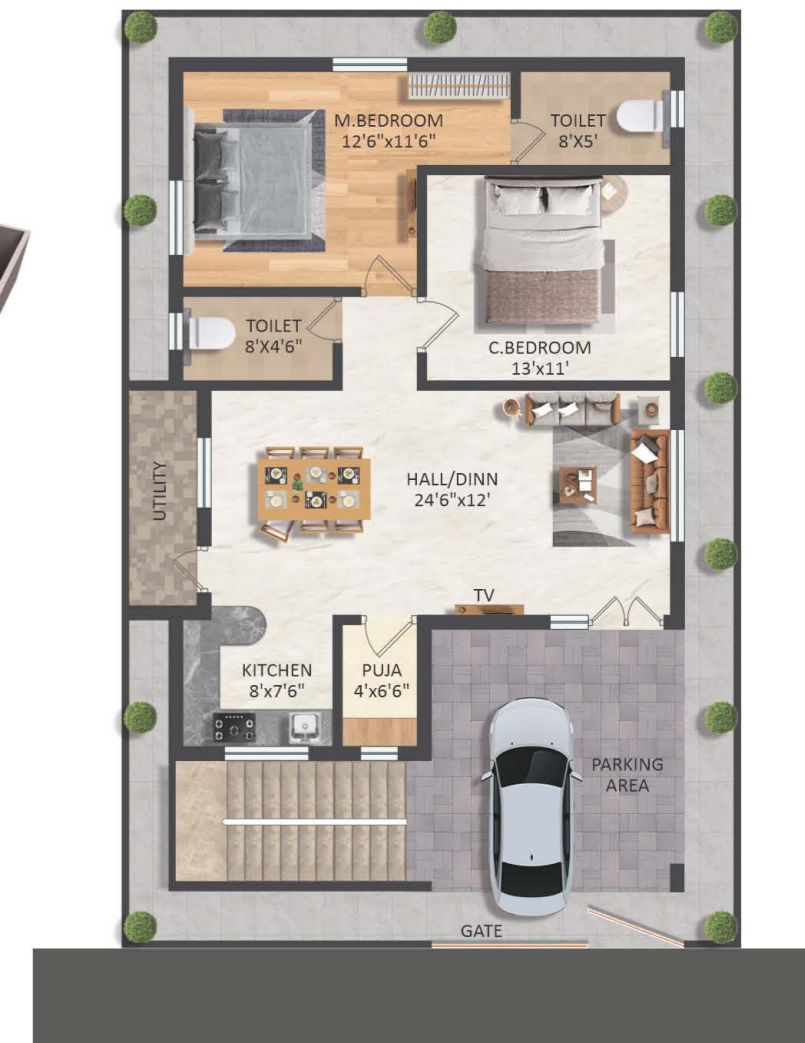 M.BEDROOM
12'6"x11'6"
TOILET
8'X5'
TOILET
8'X4'6"
C.BEDROOM
13'x11'
UTILITY
HALL/DINN
24'6"x12'
TV
KITCHEN
8'x7'6"
PUJA
4'x6'6"
PARKING
AREA
GATE